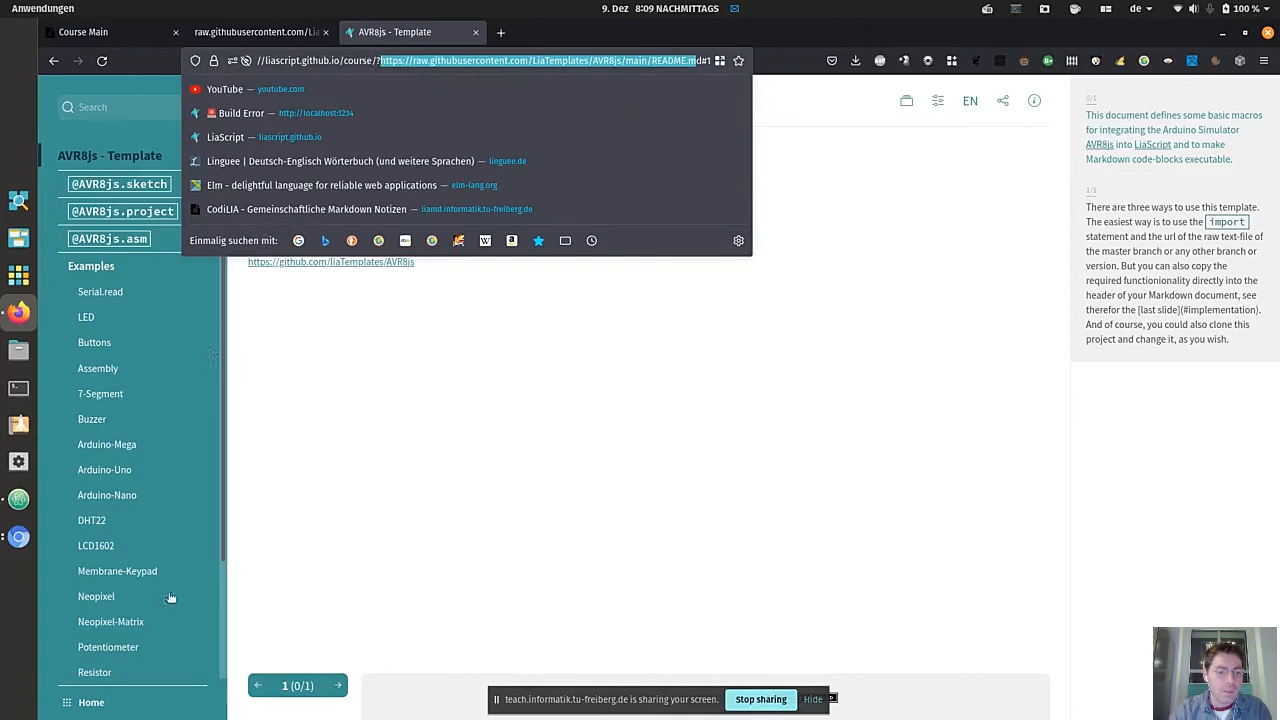 Anwendungen
9. Dez 8:09 NACHMITTAGS
100 %
Course Main
raw.githubusercontent.com/Lia
AVR8js - Template
//liascript.github.io/course/?https://raw.githubusercontent.com/LiaTemplates/AVR8js/main/README.md#1
YouTube — youtube.com
Build Error — http://localhost:1234
LiaScript — liascript.github.io
Linguee | Deutsch-Englisch Wörterbuch (und weitere Sprachen) — linguee.de
Elm - delightful language for reliable web applications — elm-lang.org
CodiLIA - Gemeinschaftliche Markdown Notizen — liamd.informatik.tu-freiberg.de
Einmalig suchen mit:
https://github.com/liaTemplates/AVR8js
Search
AVR8js - Template
@AVR8js.sketch
@AVR8js.project
@AVR8js.asm
Examples
Serial.read
LED
Buttons
Assembly
7-Segment
Buzzer
Arduino-Mega
Arduino-Uno
Arduino-Nano
DHT22
LCD1602
Membrane-Keypad
Neopixel
Neopixel-Matrix
Potentiometer
Resistor
Home
EN
0/1
This document defines some basic macros
for integrating the Arduino Simulator
AVR8js into LiaScript and to make
Markdown code-blocks executable.
1/1
There are three ways to use this template.
The easiest way is to use the import
statement and the url of the raw text-file of
the master branch or any other branch or
version. But you can also copy the
required functionionality directly into the
header of your Markdown document, see
therefor the [last slide](#implementation).
And of course, you could also clone this
project and change it, as you wish.
1 (0/1)
teach.informatik.tu-freiberg.de is sharing your screen.
Stop sharing
Hide